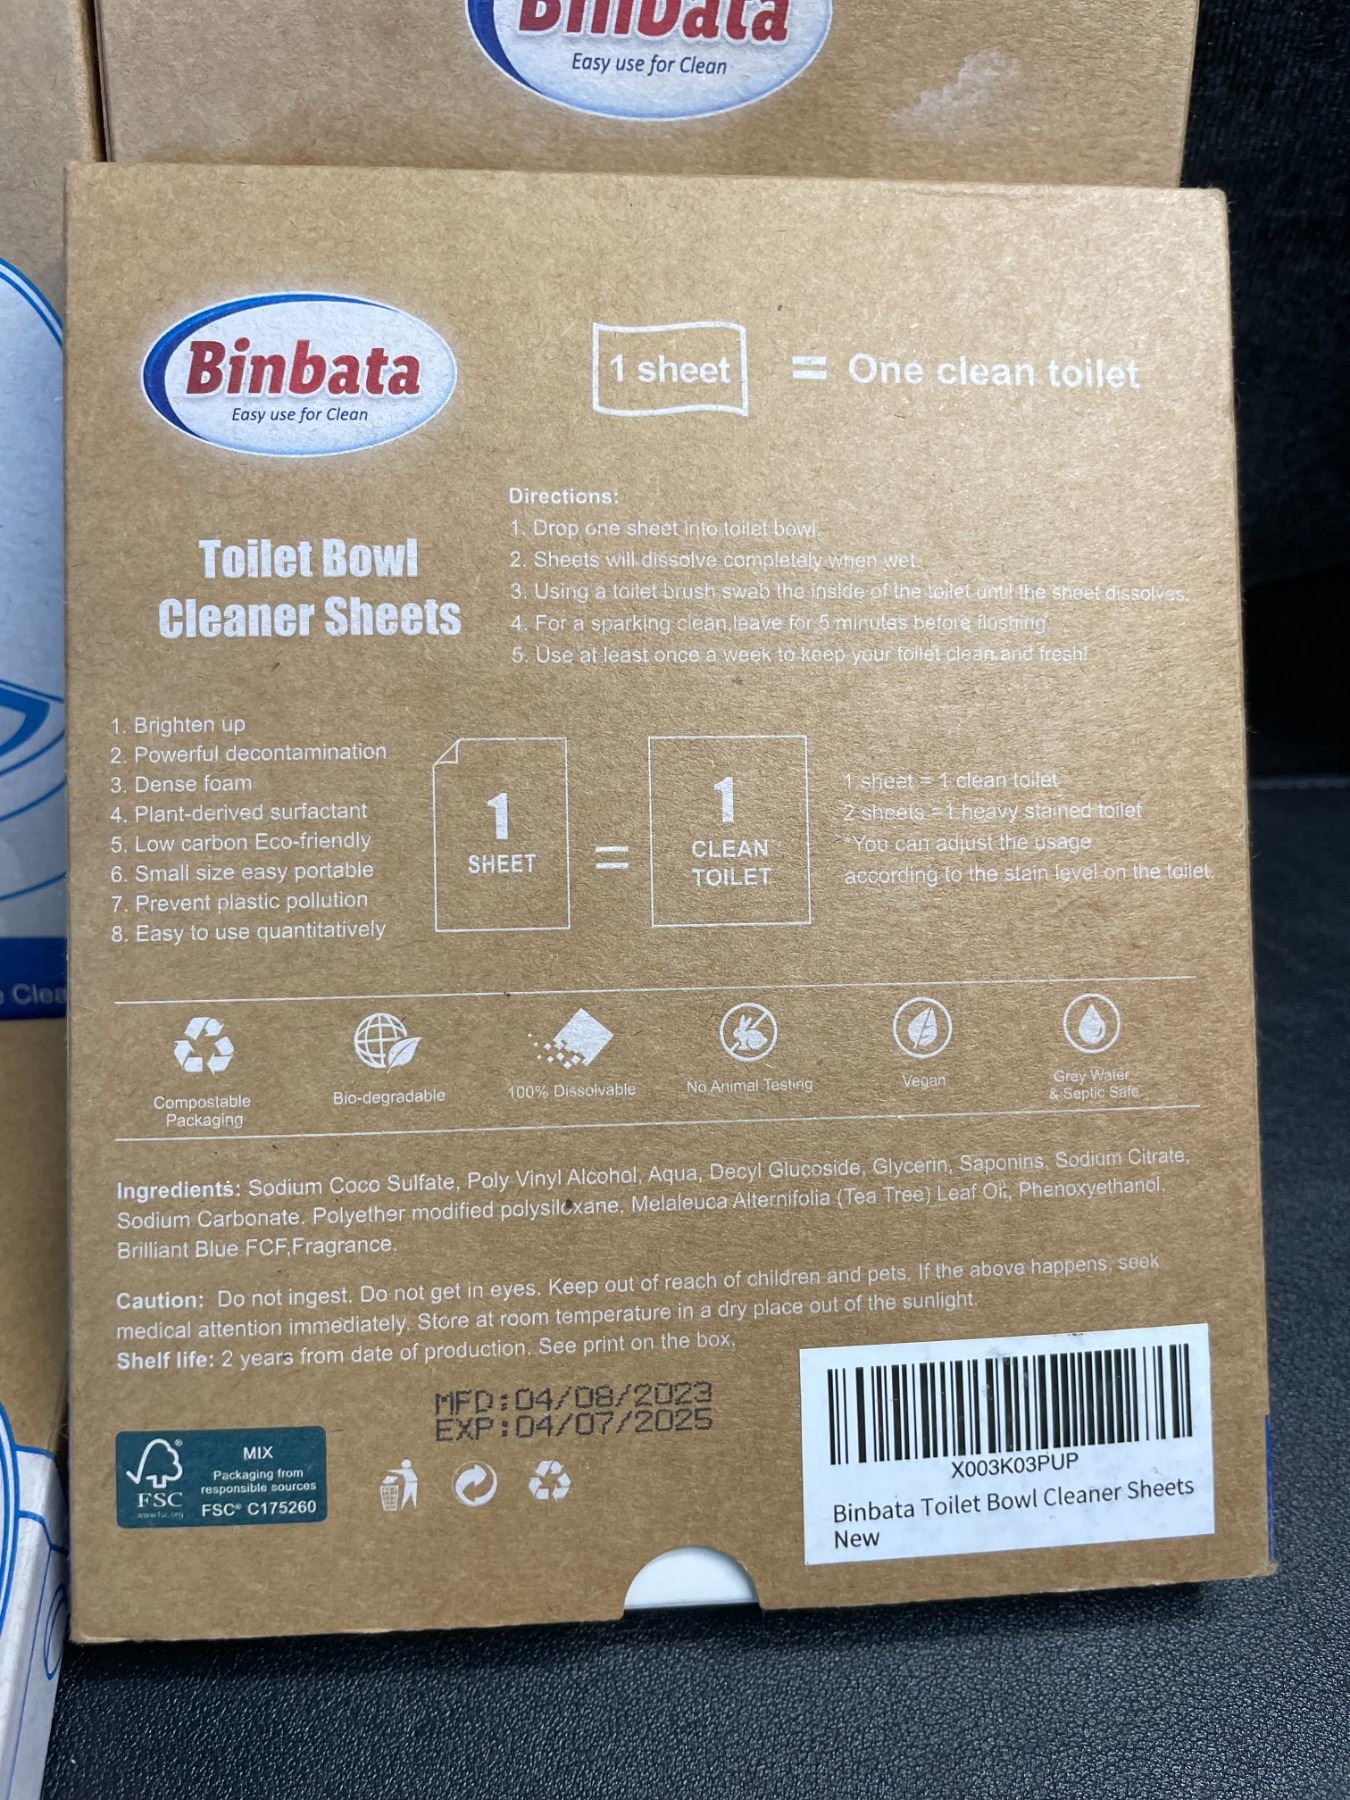 Binbata
Easy use for Clean
Binbata
Easy use for Clean
1 sheet = One clean toilet
Toilet Bowl
Cleaner Sheets
Directions:
1. Drop one sheet into toilet bowl
2. Sheets will dissolve completely when wet.
3. Using a toilet brush swab the inside of the toilet until the sheet dissolves.
4. For a sparking clean,leave for 5 minutes before flushing.
5. Use at least once a week to keep your toilet clean and fresh!
1. Brighten up
2. Powerful decontamination
3. Dense foam
4. Plant-derived surfactant
5. Low carbon Eco-friendly
6. Small size easy portable
7. Prevent plastic pollution
8. Easy to use quantitatively
1
SHEET
=
1
CLEAN
TOILET
1 sheet = 1 clean toilet
2 sheets =1 heavy stained toilet
*You can adjust the usage
according to the stain level on the toilet.
Compostable
Packaging
Bio-degradable
100% Dissolvable
No Animal Testing
Vegan
Grey Water
& Septic Safe
Ingredients: Sodium Coco Sulfate, Poly Vinyl Alcohol, Aqua, Decyl Glucoside, Glycerin, Saponins, Sodium Citrate,
Sodium Carbonate. Polyether modified polysiloxane, Melaleuca Alternifolia (Tea Tree) Leaf Oil, Phenoxyethanol,
Brilliant Blue FCF,Fragrance.
Caution: Do not ingest. Do not get in eyes. Keep out of reach of children and pets. If the above happens, seek
medical attention immediately. Store at room temperature in a dry place out of the sunlight.
Shelf life: 2 years from date of production. See print on the box.
MFD:04/08/2023
EXP:04/07/2025
FSC
www.fsc.org
MIX
Packaging from
responsible sources
FSC® C175260
X003K03PUP
Binbata Toilet Bowl Cleaner Sheets
New